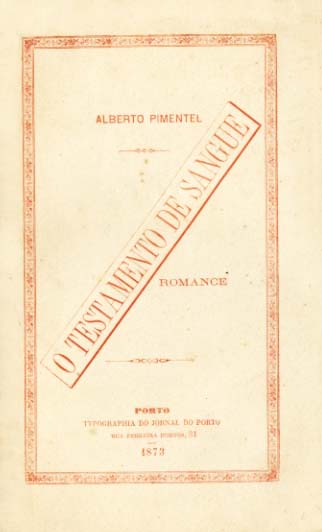 ALBERTO PIMENTEL
O TESTAMENTO DE SANGUE
ROMANCE
PORTO
TYPOGRAPHIA DO JORNAL DO PORTO
RUA FERREIRA BORGES, 31
1873